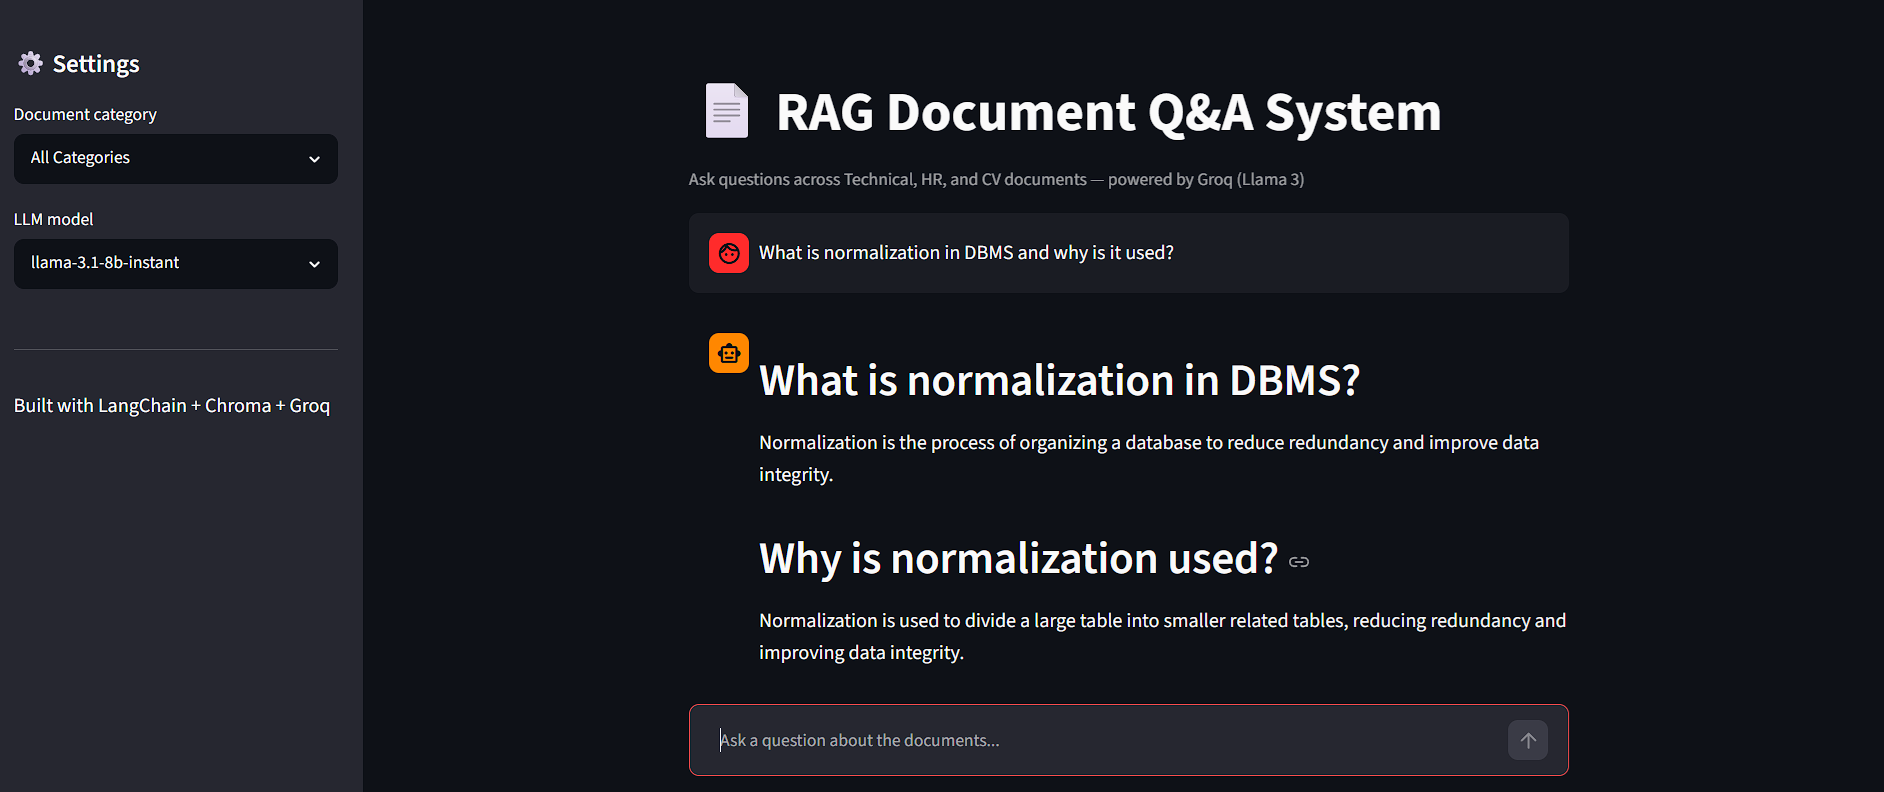 Settings
Document category
All Categories
LLM model
llama-3.1-8b-instant
Built with LangChain + Chroma + Groq
RAG Document Q&A System
Ask questions across Technical, HR, and CV documents — powered by Groq (Llama 3)
What is normalization in DBMS and why is it used?
What is normalization in DBMS?
Normalization is the process of organizing a database to reduce redundancy and improve data
integrity.
Why is normalization used?
Normalization is used to divide a large table into smaller related tables, reducing redundancy and
improving data integrity.
Ask a question about the documents...